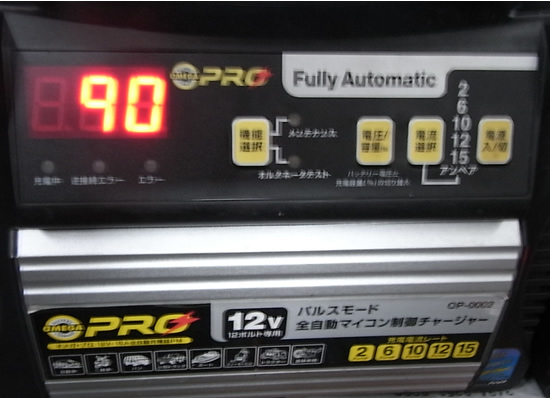 90
OMEGA PRO
Fully Automatic
2
6
10
12
15
アンペア
機能
選択
メンテナンス
オルタネータテスト
電圧/
容量%
バッテリー電圧と
充電容量(%)の切り替え
電流
選択
電源
入/切
充電中
逆接続エラー
エラー
OMEGA PRO
12V
12ボルト専用
パルスモード
OP-0002
全自動マイコン制御チャージャー
充電電流レート
2 6 10 12 15